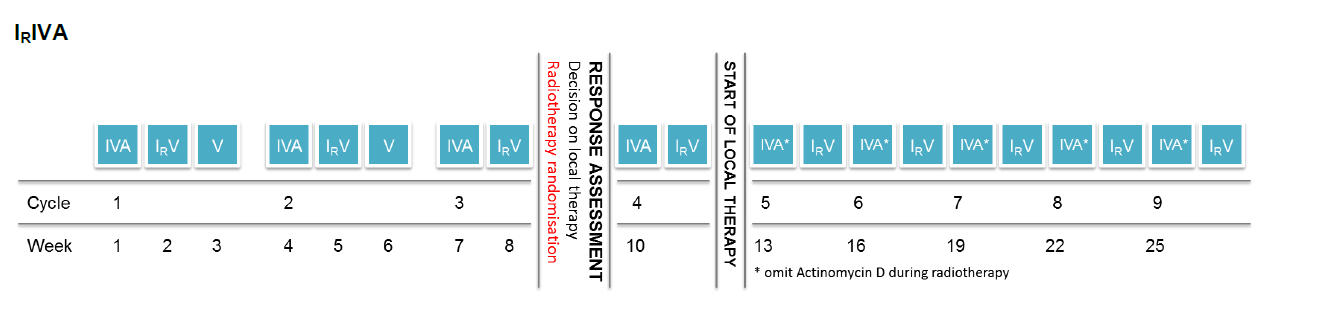 IRIVA
RESPONSE ASSESSMENT
Decision on local therapy
Radiotherapy randomisation
START OF LOCAL THERAPY
IVA IRV V IVA IRV V IVA IRV IVA IRV IVA* IRV IVA* IRV IVA* IRV IVA* IRV IVA* IRV
Cycle 1 2 3 4 5 6 7 8 9
Week 1 2 3 4 5 6 7 8 10 13 16 19 22 25
* omit Actinomycin D during radiotherapy